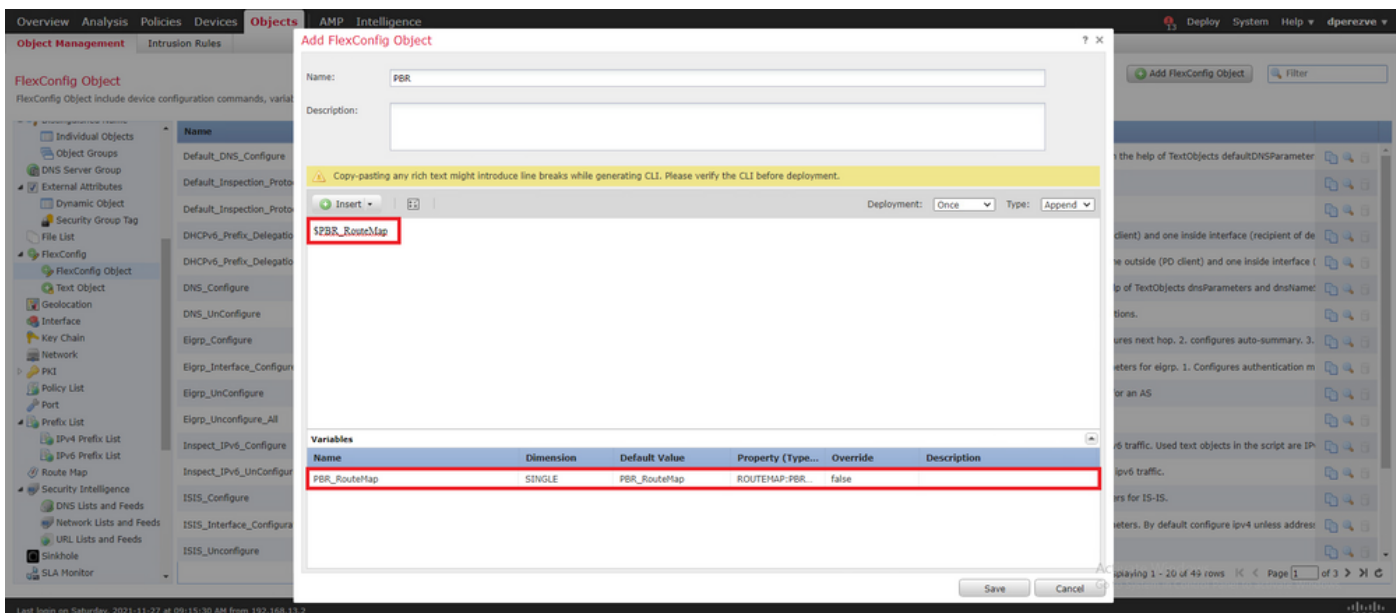 Overview Analysis Policies Devices Objects AMP Intelligence
13 Deploy System Help dperezve
Object Management Intrusion Rules
Add FlexConfig Object ? ×
FlexConfig Object
FlexConfig Object include device configuration commands, variab
Add FlexConfig Object Filter
Name: PBR
Description:
Copy-pasting any rich text might introduce line breaks while generating CLI. Please verify the CLI before deployment.
Insert Deployment: Once Type: Append
$PBR_RouteMap
Variables
Name Dimension Default Value Property (Type... Override Description
PBR_RouteMap SINGLE PBR_RouteMap ROUTEMAP:PBR... false
Save Cancel
Individual Objects
Object Groups
DNS Server Group
External Attributes
Dynamic Object
Security Group Tag
File List
FlexConfig
FlexConfig Object
Text Object
Geolocation
Interface
Key Chain
Network
PKI
Policy List
Port
Prefix List
IPv4 Prefix List
IPv6 Prefix List
Route Map
Security Intelligence
DNS Lists and Feeds
Network Lists and Feeds
URL Lists and Feeds
Sinkhole
SLA Monitor
Name
Default_DNS_Configure
Default_Inspection_Proto
Default_Inspection_Proto
DHCPv6_Prefix_Delegatio
DHCPv6_Prefix_Delegatio
DNS_Configure
DNS_UnConfigure
Eigrp_Configure
Eigrp_Interface_Configure
Eigrp_UnConfigure
Eigrp_Unconfigure_All
Inspect_IPv6_Configure
Inspect_IPv6_UnConfigur
ISIS_Configure
ISIS_Interface_Configura
ISIS_Unconfigure
the help of TextObjects defaultDNSParameter
client) and one inside interface (recipient of de
e outside (PD client) and one inside interface (
lp of TextObjects dnsParameters and dnsName
tions.
ures next hop. 2. configures auto-summary. 3.
eters for eigrp. 1. Configures authentication m
for an AS
v6 traffic. Used text objects in the script are IP
ipv6 traffic.
ers for IS-IS.
meters. By default configure ipv4 unless address
Displaying 1 - 20 of 49 rows Page 1 of 3
Last login on Saturday, 2021-11-27 at 09:15:30 AM from 192.168.13.2
cisco